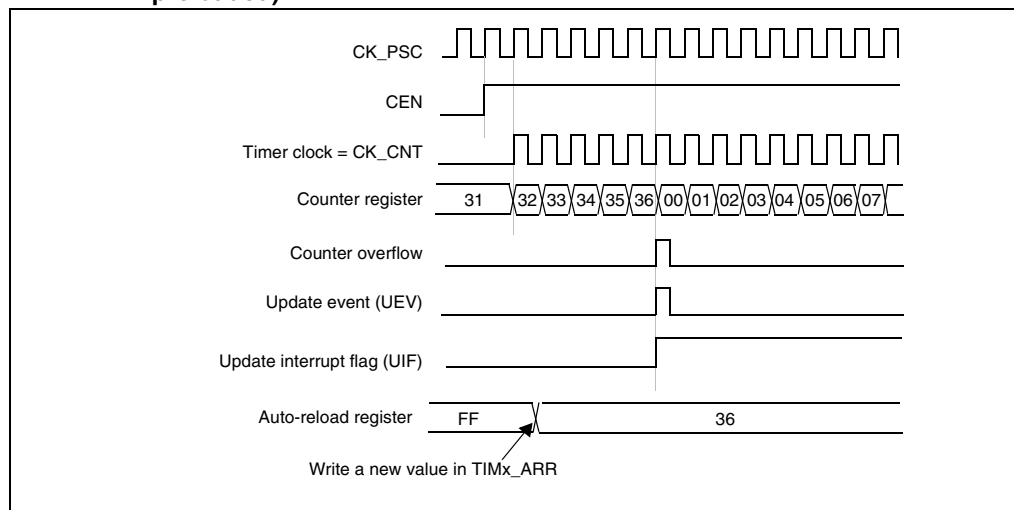 preloaded)
CK_PSC
CEN
Timer clock = CK_CNT
Counter register 31 32 33 34 35 36 00 01 02 03 04 05 06 07
Counter overflow
Update event (UEV)
Update interrupt flag (UIF)
Auto-reload register FF 36
Write a new value in TIMx_ARR